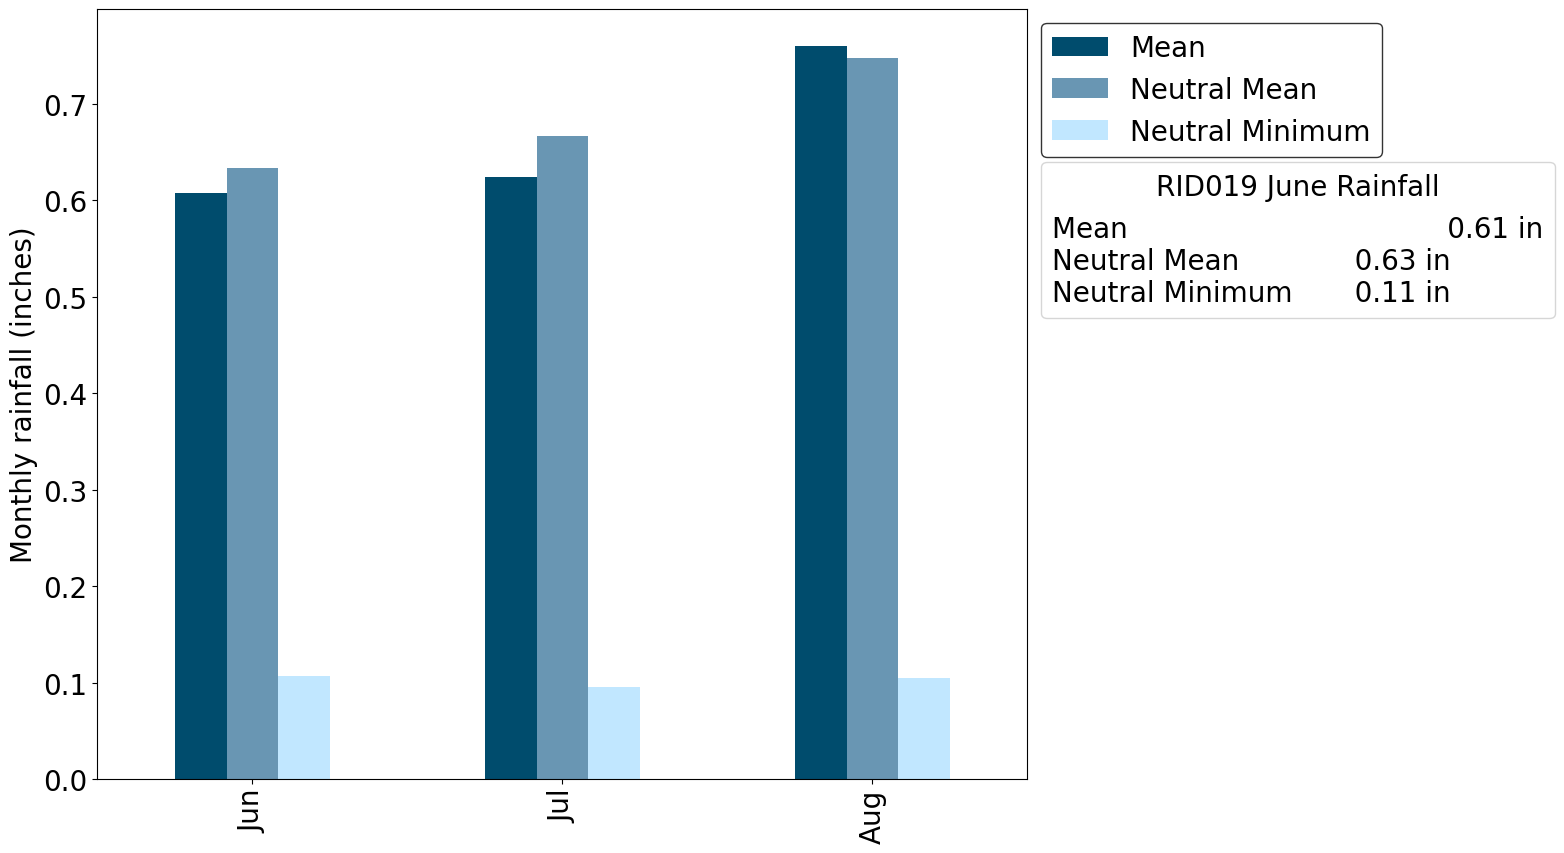 Monthly rainfall (inches)
0.7
0.6
0.5
0.4
0.3
0.2
0.1
0.0
Jun
Jul
Aug
Mean
Neutral Mean
Neutral Minimum
RID019 June Rainfall
Mean 0.61 in
Neutral Mean 0.63 in
Neutral Minimum 0.11 in